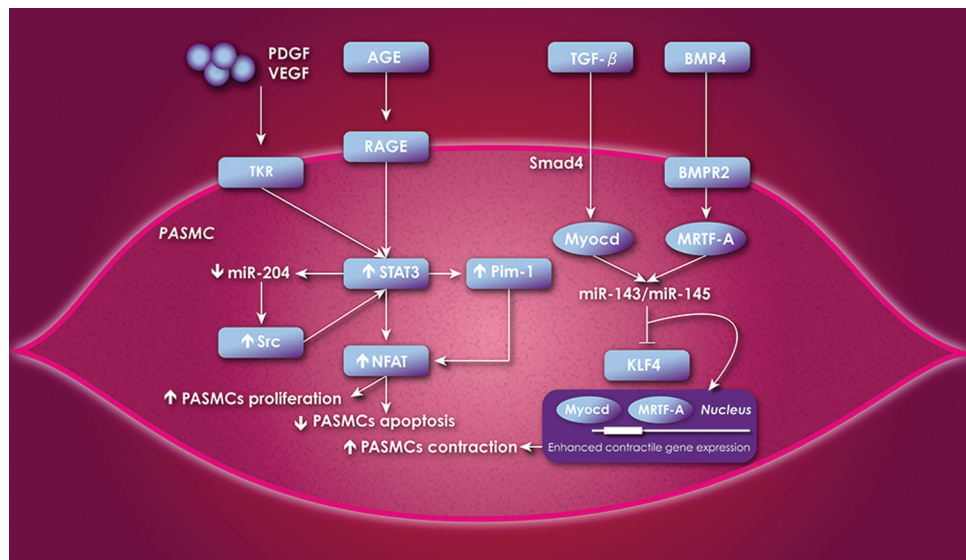 PDGF
VEGF
AGE
TGF-β
BMP4
RAGE
TKR
Smad4
BMPR2
PASMC
Myocd
MRTF-A
↓ miR-204
↑ STAT3
↑ Pim-1
miR-143/miR-145
↑ Src
↑ NFAT
KLF4
↑ PASMCs proliferation
↓ PASMCs apoptosis
↑ PASMCs contraction
Myocd
MRTF-A
Nucleus
Enhanced contractile gene expression